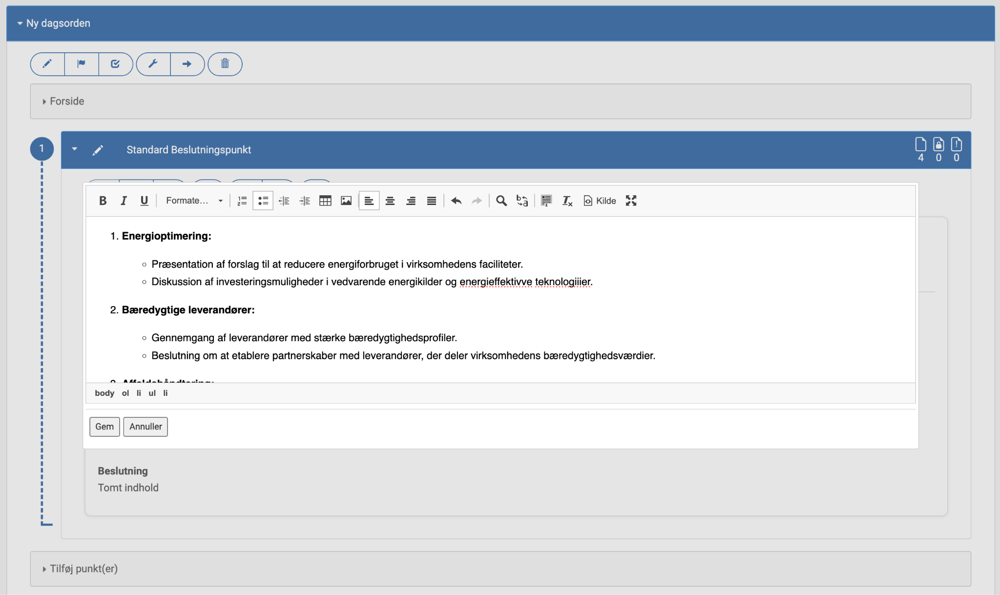 Ny dagsorden
Forside
1
Standard Beslutningspunkt
4 0 0
B I U Formate... Kilde
1. Energioptimering:
Præsentation af forslag til at reducere energiforbruget i virksomhedens faciliteter.
Diskussion af investeringsmuligheder i vedvarende energikilder og energieffektivve teknologiiier.
2. Bæredygtige leverandører:
Gennemgang af leverandører med stærke bæredygtighedsprofiler.
Beslutning om at etablere partnerskaber med leverandører, der deler virksomhedens bæredygtighedsværdier.
3. Affaldshåndtering:
body ol li ul li
Gem Annuller
Beslutning
Tomt indhold
Tilføj punkt(er)